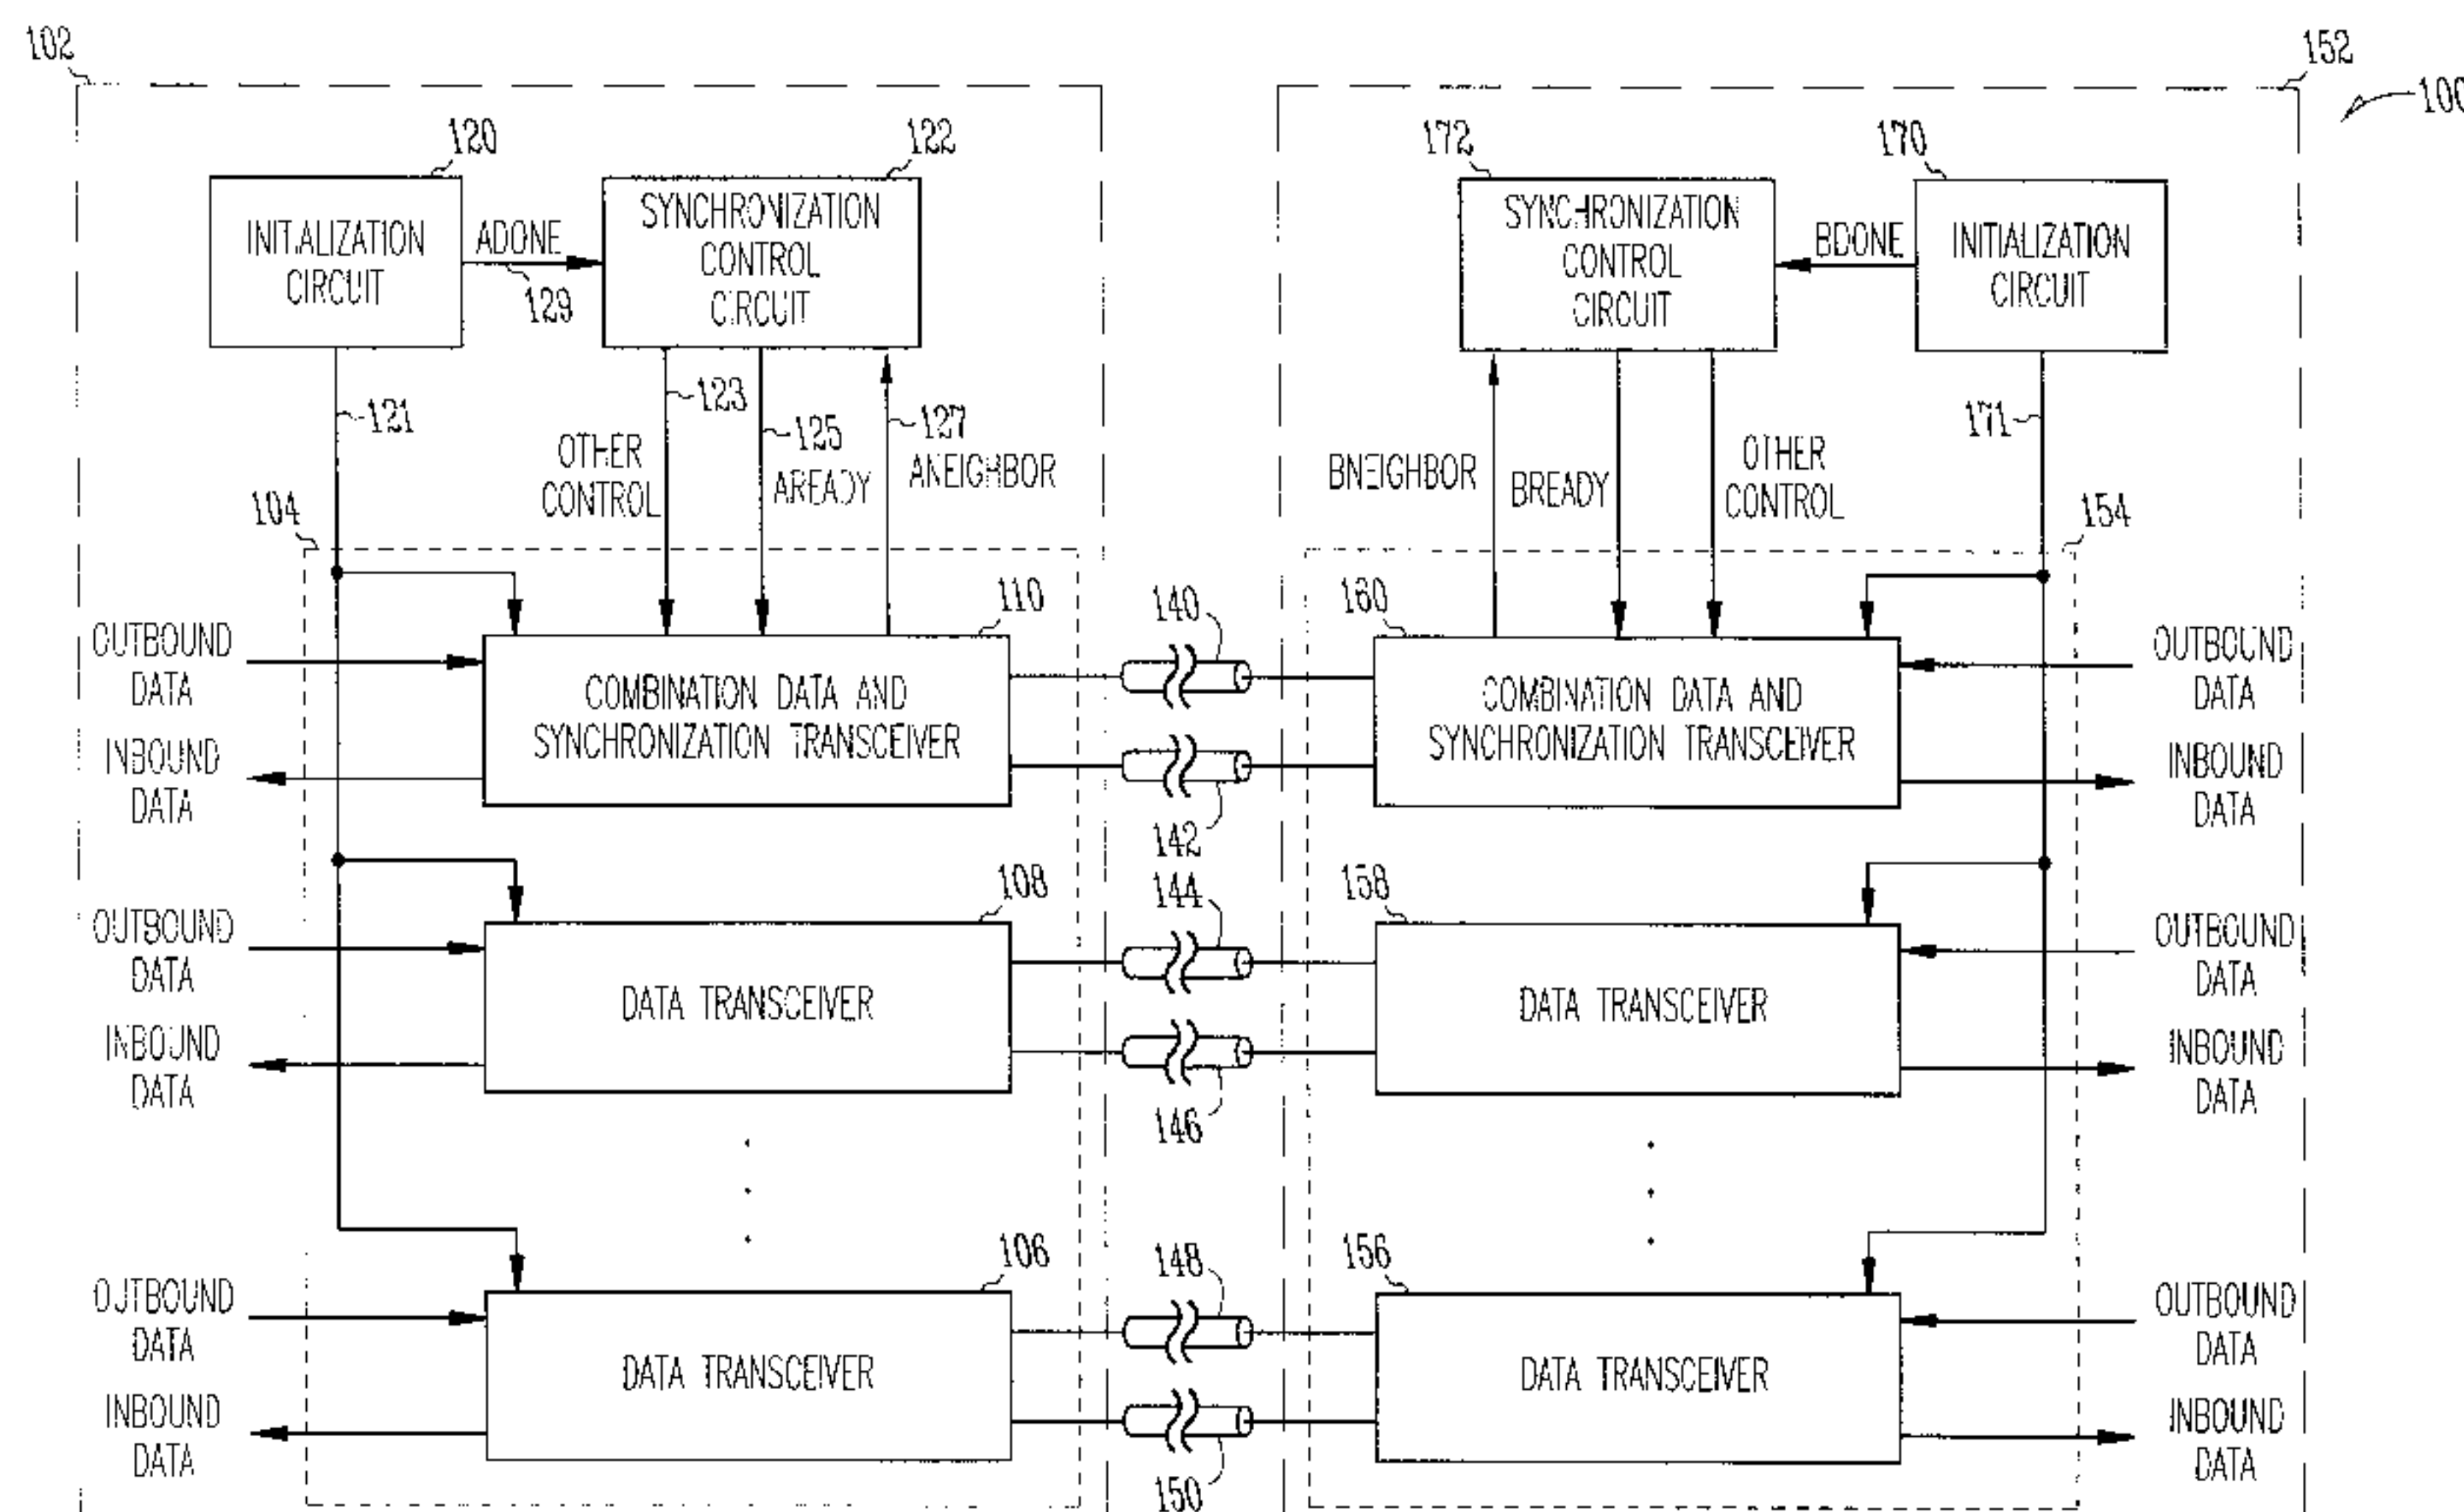 102
152
100
120
122
172
170
INITIALIZATION
CIRCUIT
ADONE
129
SYNCHRONIZATION
CONTROL
CIRCUIT
SYNCHRONIZATION
CONTROL
CIRCUIT
BDONE
INITIALIZATION
CIRCUIT
121
123
125
127
171
OTHER
CONTROL
AREADY
ANEIGHBOR
BNEIGHBOR
BREADY
OTHER
CONTROL
104
154
110
140
160
OUTBOUND
DATA
COMBINATION DATA AND
SYNCHRONIZATION TRANSCEIVER
COMBINATION DATA AND
SYNCHRONIZATION TRANSCEIVER
OUTBOUND
DATA
INBOUND
DATA
142
INBOUND
DATA
108
144
158
OUTBOUND
DATA
DATA TRANSCEIVER
DATA TRANSCEIVER
OUTBOUND
DATA
INBOUND
DATA
146
INBOUND
DATA
106
148
156
OUTBOUND
DATA
DATA TRANSCEIVER
DATA TRANSCEIVER
OUTBOUND
DATA
INBOUND
DATA
150
INBOUND
DATA